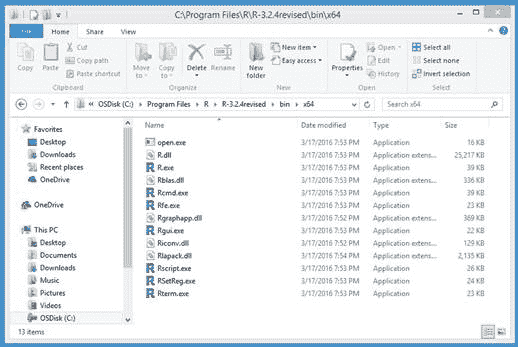 C:\Program Files\R\R-3.2.4revised\bin\x64
File Home Share View
Copy Paste Cut Copy path Paste shortcut Move to Copy to Delete Rename New folder New item Easy access Properties Open Edit History Select all Select none Invert selection
Clipboard Organize New Open Select
OSDisk (C:) Program Files R R-3.2.4revised bin x64 Search x64
Name Date modified Type Size
Favorites
Desktop
Downloads
Recent places
OneDrive
OneDrive
This PC
Desktop
Documents
Downloads
Music
Pictures
Videos
OSDisk (C:)
open.exe 3/17/2016 7:53 PM Application 16 KB
R.dll 3/17/2016 7:53 PM Application extens... 25,217 KB
R.exe 3/17/2016 7:53 PM Application 39 KB
Rblas.dll 3/17/2016 7:53 PM Application extens... 336 KB
Rcmd.exe 3/17/2016 7:53 PM Application 39 KB
Rfe.exe 3/17/2016 7:53 PM Application 23 KB
Rgraphapp.dll 3/17/2016 7:52 PM Application extens... 369 KB
Rgui.exe 3/17/2016 7:53 PM Application 22 KB
Riconv.dll 3/17/2016 7:52 PM Application extens... 129 KB
Rlapack.dll 3/17/2016 7:54 PM Application extens... 2,135 KB
Rscript.exe 3/17/2016 7:53 PM Application 26 KB
RSetReg.exe 3/17/2016 7:53 PM Application 24 KB
Rterm.exe 3/17/2016 7:53 PM Application 23 KB
13 items